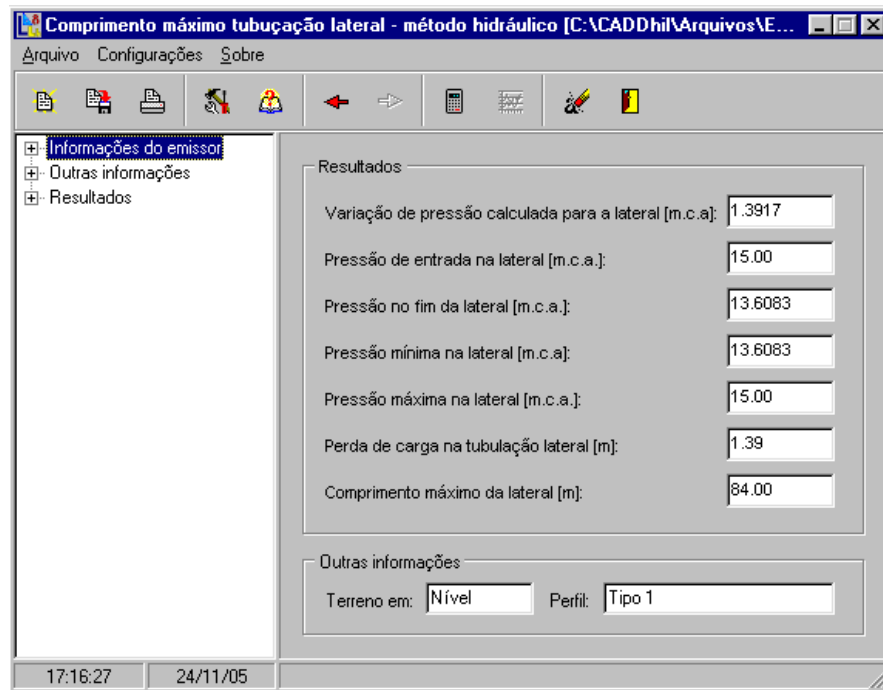 Comprimento máximo tubuçação lateral - método hidráulico [C:\CADDhil\Arquivos\E...
Arquivo Configurações Sobre
Informações do emissor
Outras informações
Resultados
Resultados
Variação de pressão calculada para a lateral [m.c.a]: 1.3917
Pressão de entrada na lateral [m.c.a.]: 15.00
Pressão no fim da lateral [m.c.a.]: 13.6083
Pressão mínima na lateral [m.c.a]: 13.6083
Pressão máxima na lateral [m.c.a.]: 15.00
Perda de carga na tubulação lateral [m]: 1.39
Comprimento máximo da lateral [m]: 84.00
Outras informações
Terreno em: Nível Perfil: Tipo 1
17:16:27 24/11/05